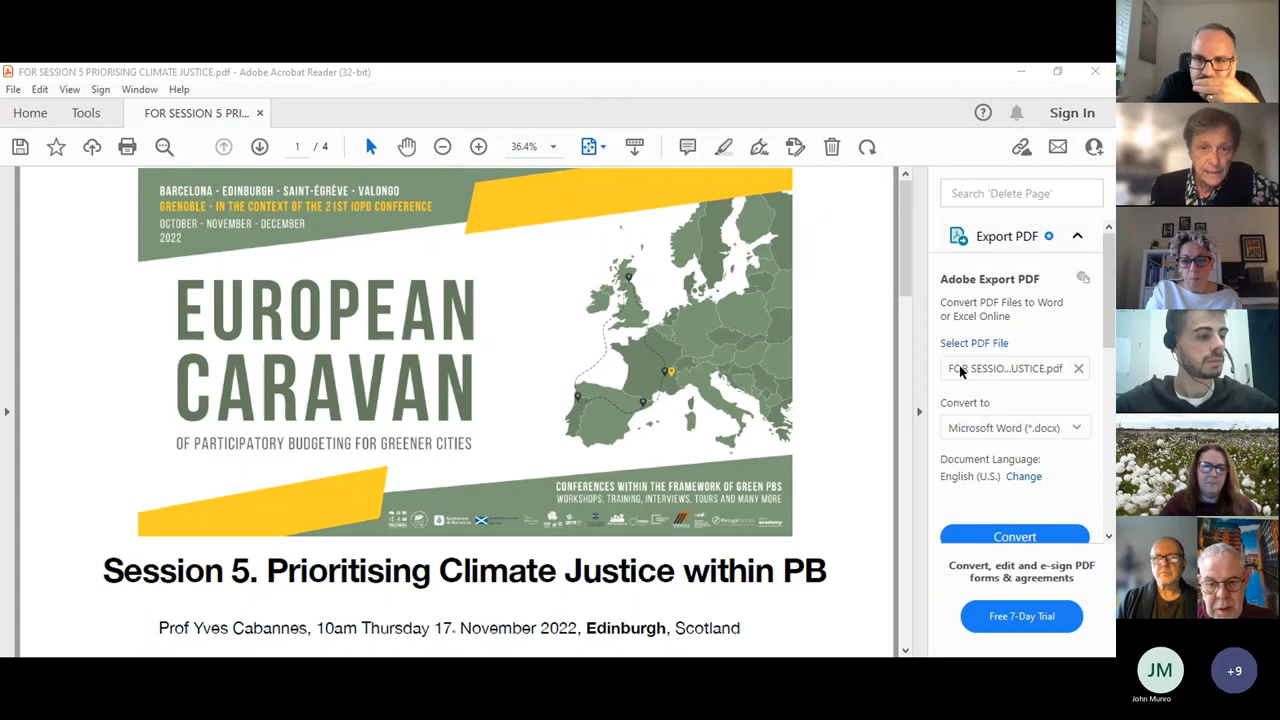 FOR SESSION 5 PRIORISING CLIMATE JUSTICE.pdf - Adobe Acrobat Reader (32-bit)
File Edit View Sign Window Help
Home Tools FOR SESSION 5 PRI... Sign In
1 / 4 36.4%
BARCELONA - EDINBURGH - SAINT-ÉGRÈVE - VALONGO
GRENOBLE - IN THE CONTEXT OF THE 21ST IOPD CONFERENCE
OCTOBER - NOVEMBER - DECEMBER
2022
EUROPEAN
CARAVAN
OF PARTICIPATORY BUDGETING FOR GREENER CITIES
CONFERENCES WITHIN THE FRAMEWORK OF GREEN PBS
WORKSHOPS, TRAINING, INTERVIEWS, TOURS AND MANY MORE
Session 5. Prioritising Climate Justice within PB
Prof Yves Cabannes, 10am Thursday 17. November 2022, Edinburgh, Scotland
Search 'Delete Page'
Export PDF
Adobe Export PDF
Convert PDF Files to Word
or Excel Online
Select PDF File
FOR SESSIO...USTICE.pdf
Convert to
Microsoft Word (*.docx)
Document Language:
English (U.S.) Change
Convert
Convert, edit and e-sign PDF
forms & agreements
Free 7-Day Trial
JM
John Munro
+9